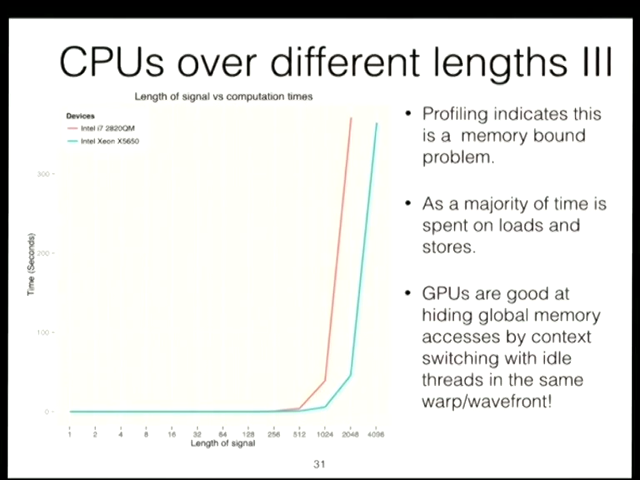 CPUs over different lengths III
Length of signal vs computation times
Devices
Intel i7 2820QM
Intel Xeon X5650
300
200
100
0
Time (Seconds)
1 2 4 8 16 32 64 128 256 512 1024 2048 4096
Length of signal
• Profiling indicates this
is a memory bound
problem.
• As a majority of time is
spent on loads and
stores.
• GPUs are good at
hiding global memory
accesses by context
switching with idle
threads in the same
warp/wavefront!
31